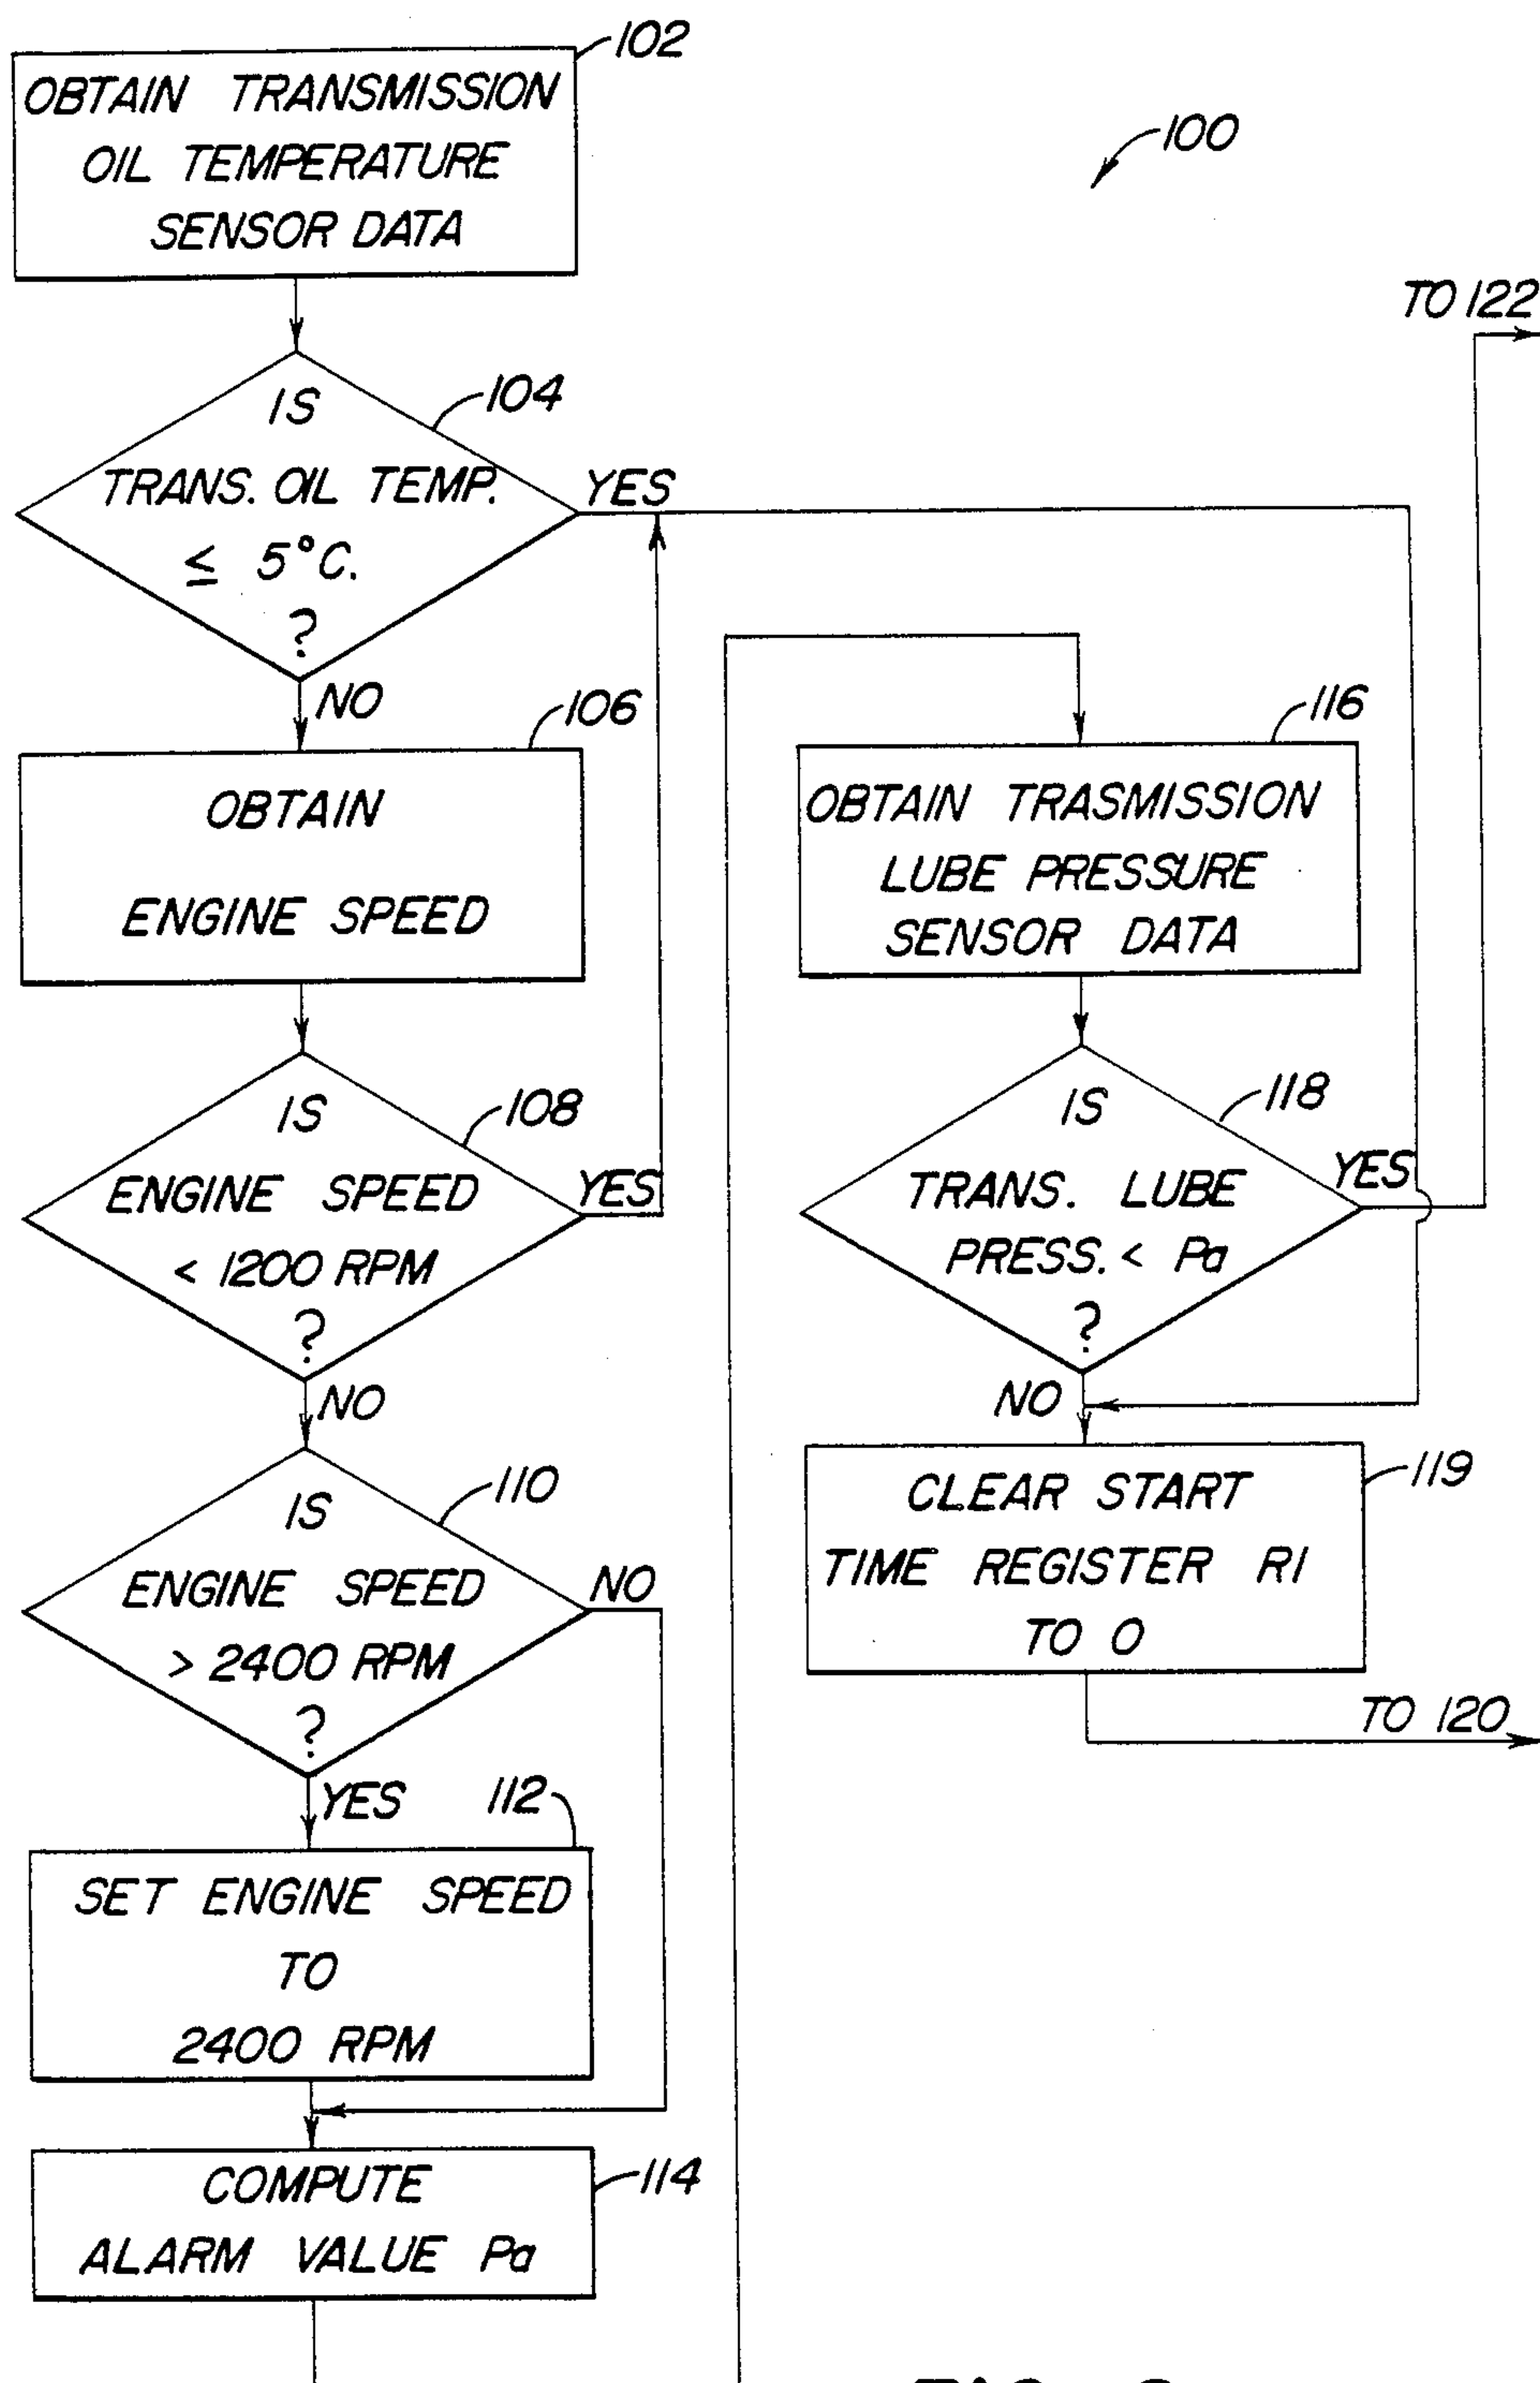 102
OBTAIN TRANSMISSION
OIL TEMPERATURE
SENSOR DATA
100
TO 122
104
IS
TRANS. OIL TEMP.
≤ 5°C.
?
YES
NO
106
OBTAIN
ENGINE SPEED
108
IS
ENGINE SPEED
< 1200 RPM
?
YES
NO
110
IS
ENGINE SPEED
> 2400 RPM
?
NO
YES
112
SET ENGINE SPEED
TO
2400 RPM
114
COMPUTE
ALARM VALUE Pa
116
OBTAIN TRASMISSION
LUBE PRESSURE
SENSOR DATA
118
IS
TRANS. LUBE
PRESS. < Pa
?
YES
NO
119
CLEAR START
TIME REGISTER R1
TO 0
TO 120